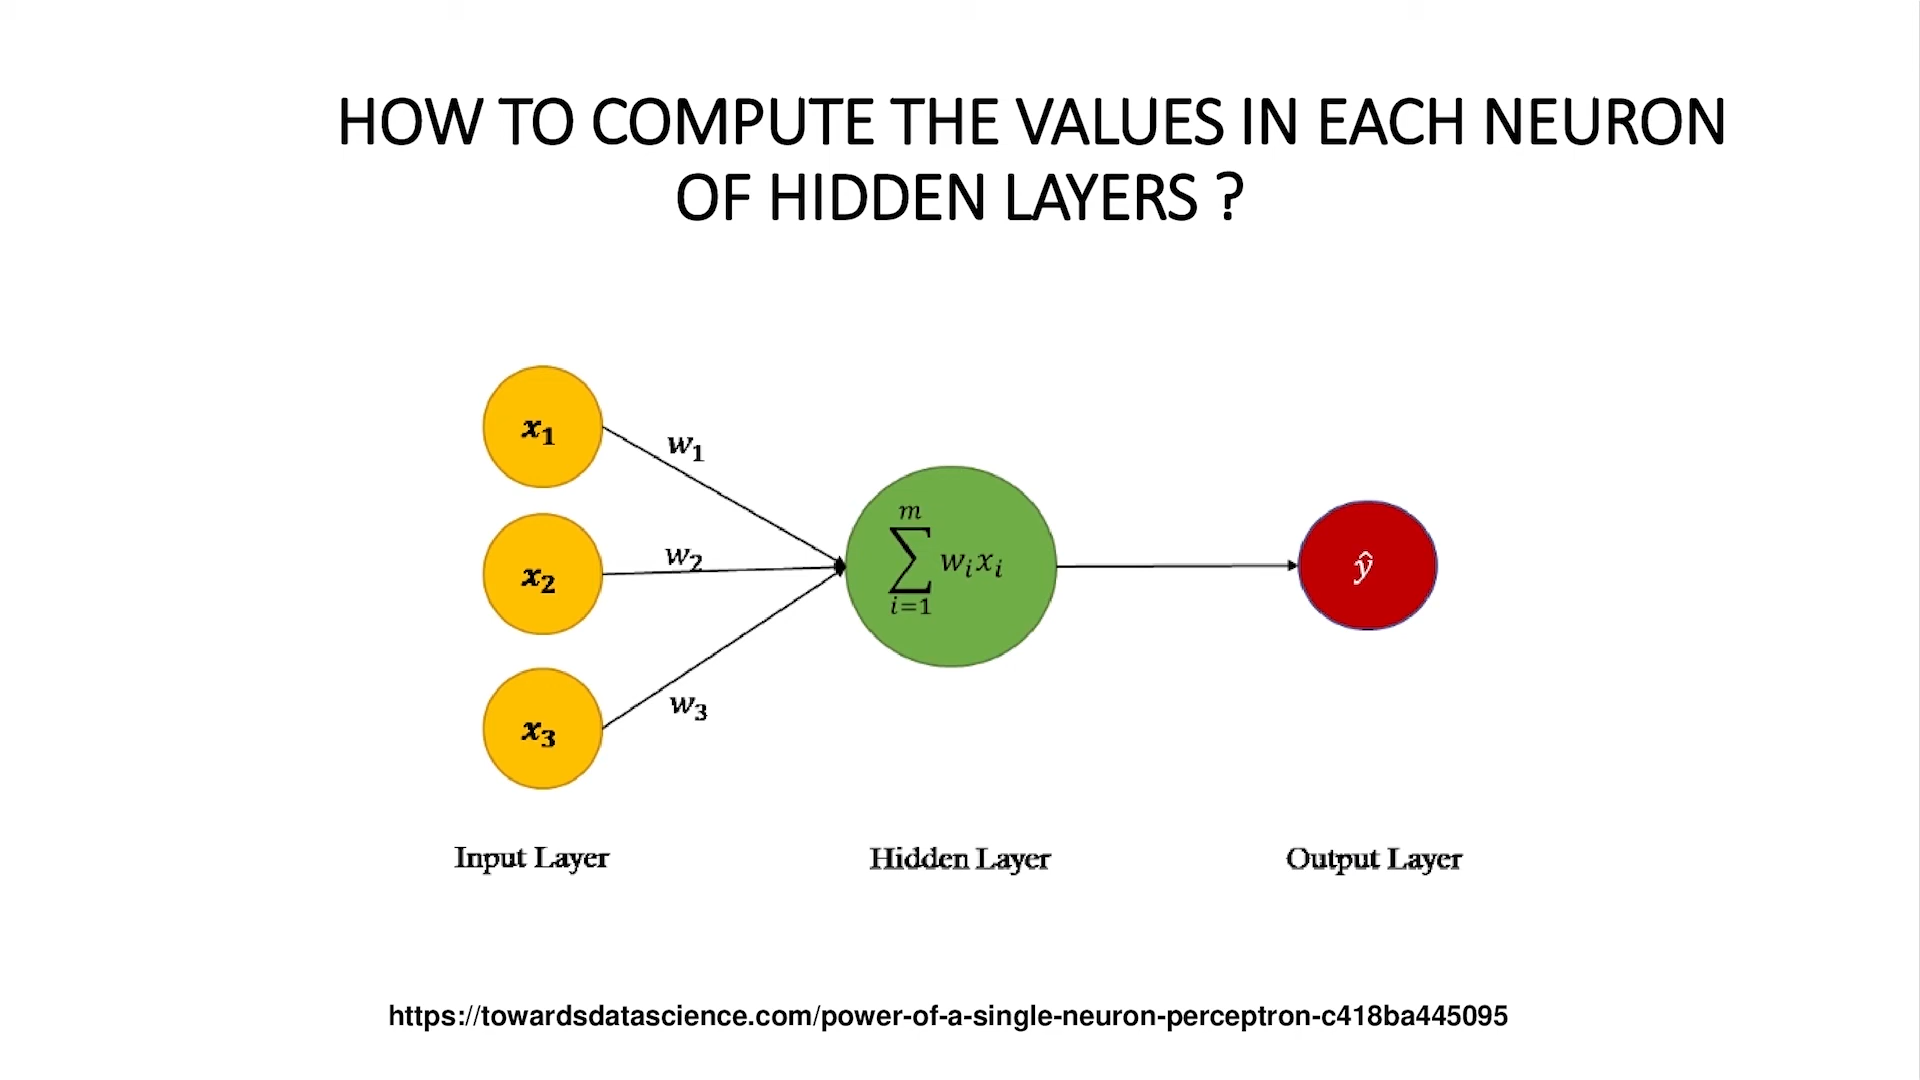 HOW TO COMPUTE THE VALUES IN EACH NEURON
OF HIDDEN LAYERS ?
x₁
w₁
x₂
w₂
x₃
w₃
m
∑ wᵢxᵢ
i=1
ŷ
Input Layer
Hidden Layer
Output Layer
https://towardsdatascience.com/power-of-a-single-neuron-perceptron-c418ba445095